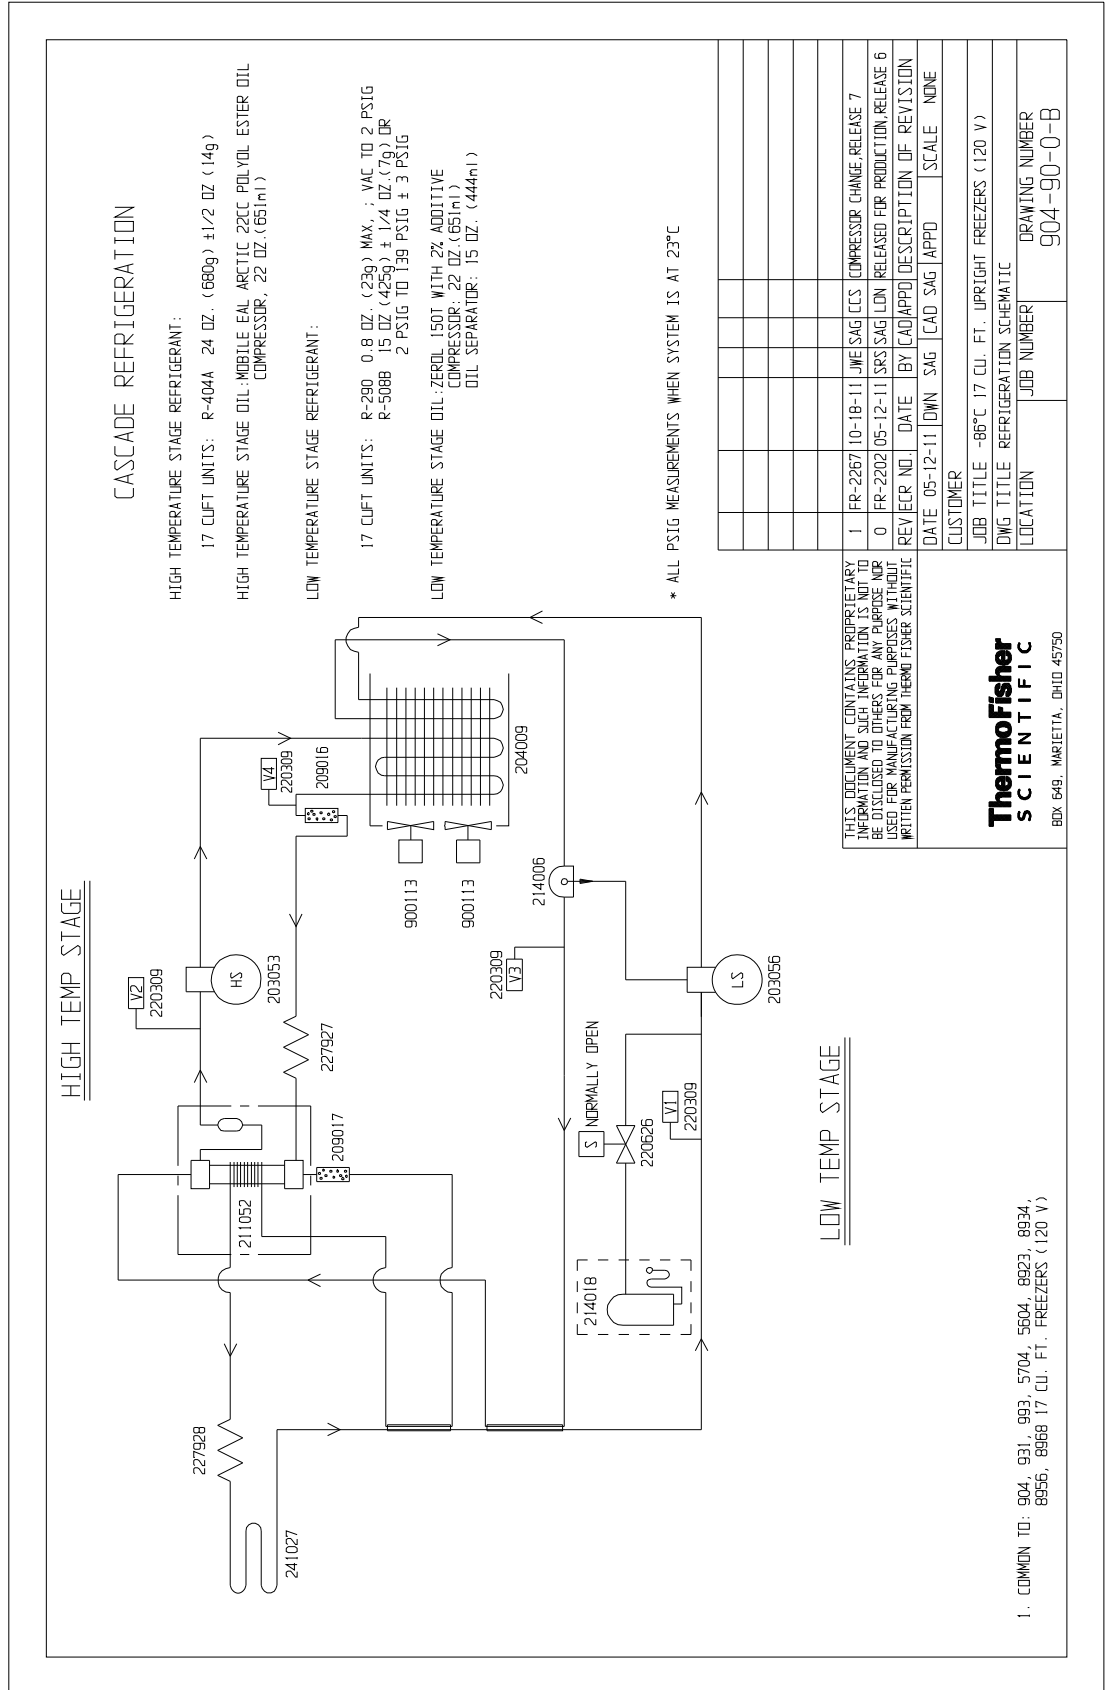 HIGH TEMP STAGE
CASCADE REFRIGERATION
HIGH TEMPERATURE STAGE REFRIGERANT:
17 CUFT UNITS: R-404A 24 OZ. (680g) ±1/2 OZ (14g)
HIGH TEMPERATURE STAGE OIL:MOBILE EAL ARCTIC 22CC POLYOL ESTER OIL
COMPRESSOR, 22 OZ.(651ml)
LOW TEMPERATURE STAGE REFRIGERANT:
17 CUFT UNITS: R-290 0.8 OZ. (23g) MAX, ; VAC TO 2 PSIG
R-508B 15 OZ (425g) ± 1/4 OZ.(7g) OR
2 PSIG TO 139 PSIG ± 3 PSIG
LOW TEMPERATURE STAGE OIL:ZEROL 150T WITH 2% ADDITIVE
COMPRESSOR: 22 OZ.(651ml)
OIL SEPARATOR: 15 OZ. (444ml)
* ALL PSIG MEASUREMENTS WHEN SYSTEM IS AT 23°C
V2
220309
HS
203053
V4
220309
209016
204009
900113
900113
227927
209017
211052
227928
241027
214006
V3
220309
S NORMALLY OPEN
220626
214018
V1
220309
LS
203056
LOW TEMP STAGE
1. COMMON TO: 904, 931, 993, 5704, 5604, 8923, 8934,
8956, 8968 17 CU. FT. FREEZERS (120 V)
THIS DOCUMENT CONTAINS PROPRIETARY
INFORMATION AND SUCH INFORMATION IS NOT TO
BE DISCLOSED TO OTHERS FOR ANY PURPOSE NOR
USED FOR MANUFACTURING PURPOSES WITHOUT
WRITTEN PERMISSION FROM THERMO FISHER SCIENTIFIC
ThermoFisher
SCIENTIFIC
BOX 649, MARIETTA, OHIO 45750
1 FR-2267 10-18-11 JWE SAG CCS COMPRESSOR CHANGE,RELEASE 7
0 FR-2202 05-12-11 SRS SAG LON RELEASED FOR PRODUCTION,RELEASE 6
REV ECR NO. DATE BY CAD APPD DESCRIPTION OF REVISION
DATE 05-12-11 DWN SAG CAD SAG APPD SCALE NONE
CUSTOMER
JOB TITLE -86°C 17 CU. FT. UPRIGHT FREEZERS (120 V)
DWG TITLE REFRIGERATION SCHEMATIC
LOCATION JOB NUMBER DRAWING NUMBER
904-90-0-B